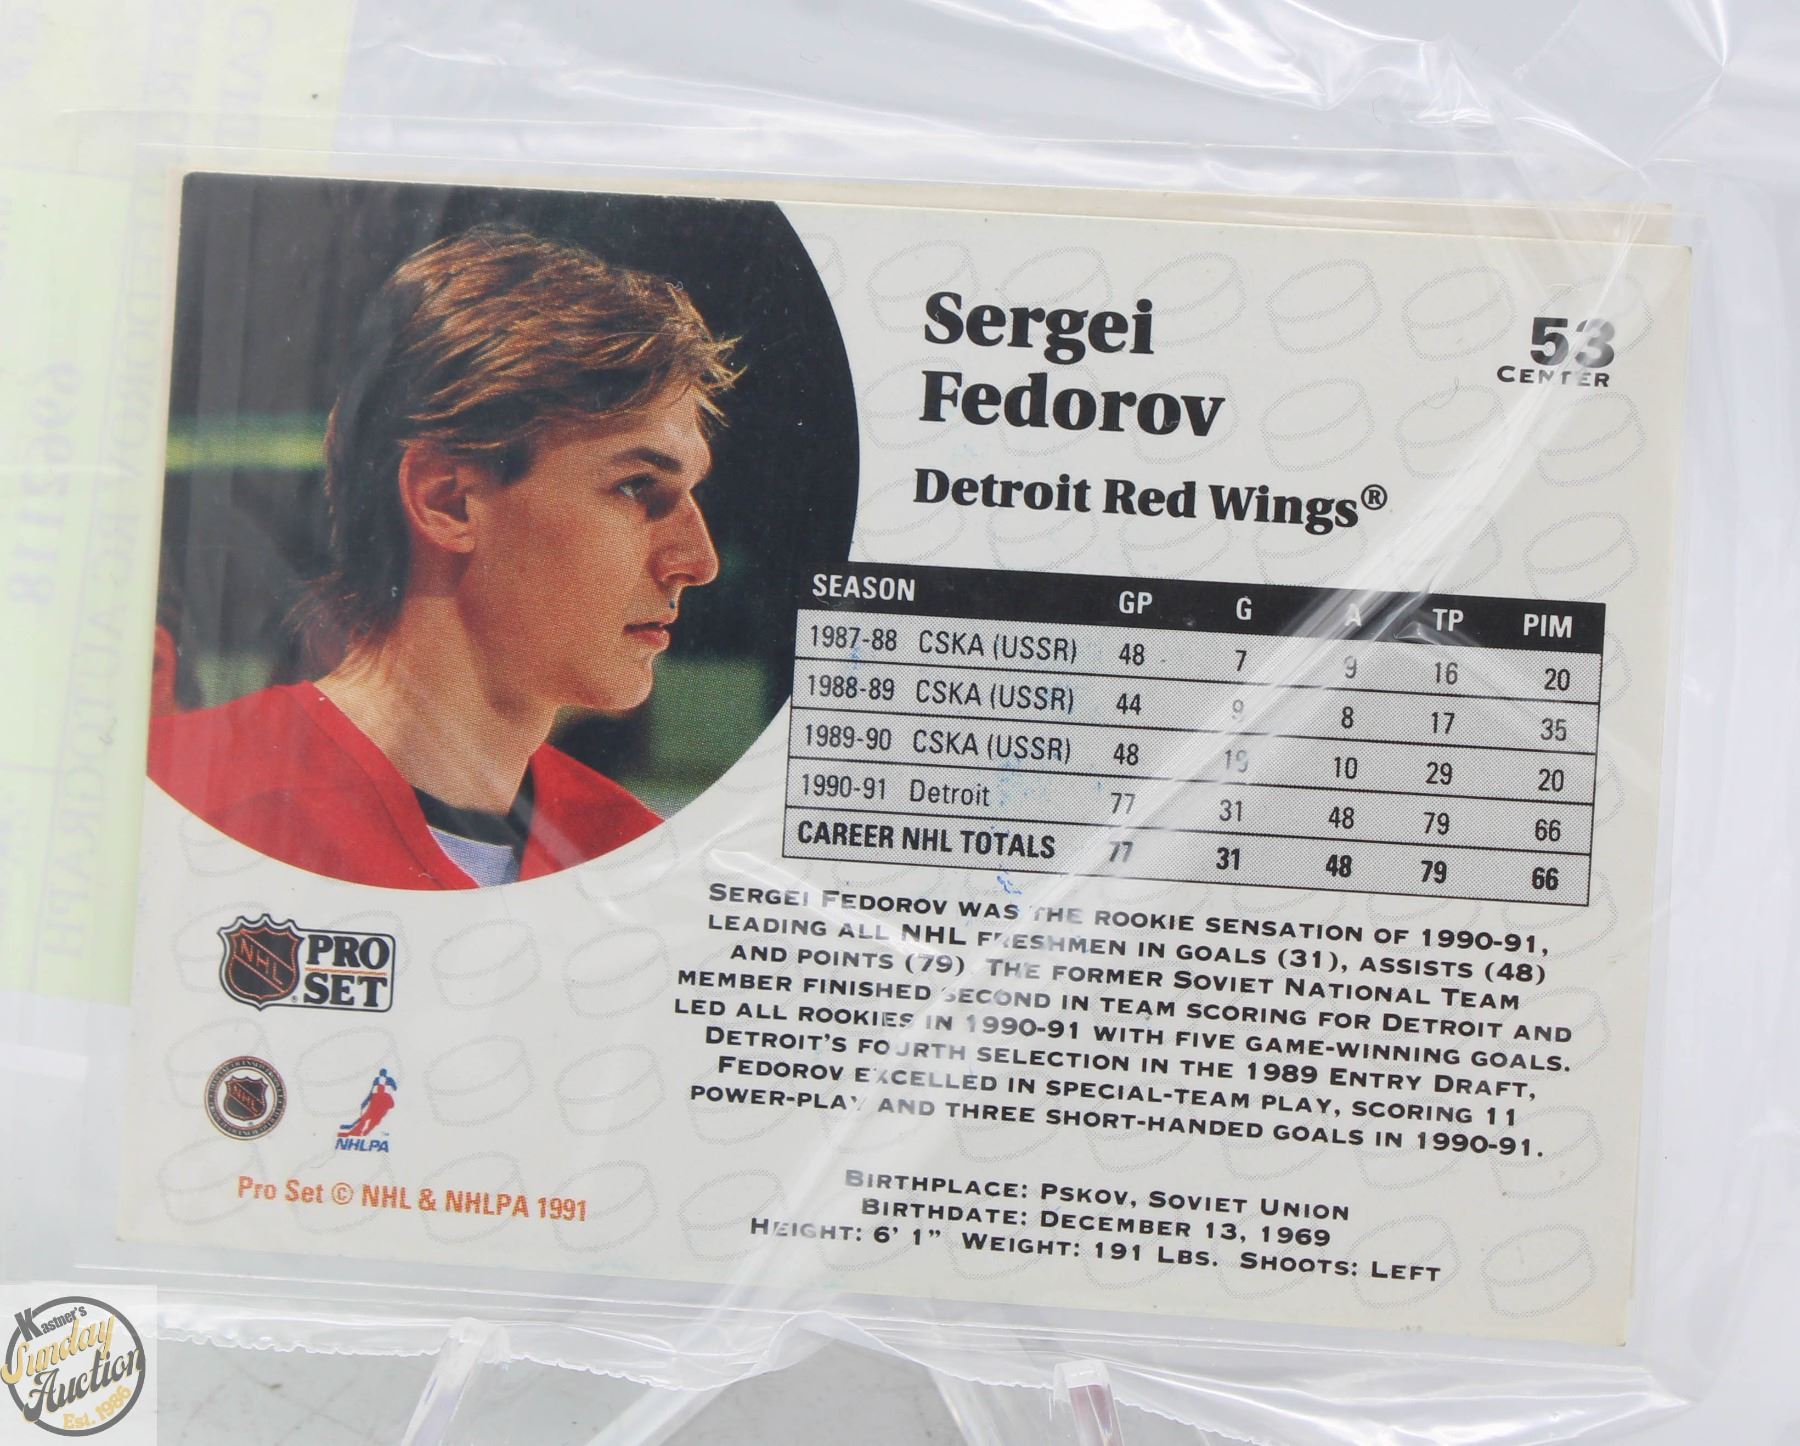 Sergei
Fedorov
Detroit Red Wings®
53
CENTER
SEASON GP G A TP PIM
1987-88 CSKA (USSR) 48 7 9 16 20
1988-89 CSKA (USSR) 44 9 8 17 35
1989-90 CSKA (USSR) 48 19 10 29 20
1990-91 Detroit 77 31 48 79 66
CAREER NHL TOTALS 77 31 48 79 66
SERGEI FEDOROV WAS THE ROOKIE SENSATION OF 1990-91,
LEADING ALL NHL FRESHMEN IN GOALS (31), ASSISTS (48)
AND POINTS (79). THE FORMER SOVIET NATIONAL TEAM
MEMBER FINISHED SECOND IN TEAM SCORING FOR DETROIT AND
LED ALL ROOKIES IN 1990-91 WITH FIVE GAME-WINNING GOALS.
DETROIT'S FOURTH SELECTION IN THE 1989 ENTRY DRAFT,
FEDOROV EXCELLED IN SPECIAL-TEAM PLAY, SCORING 11
POWER-PLAY AND THREE SHORT-HANDED GOALS IN 1990-91.
BIRTHPLACE: PSKOV, SOVIET UNION
BIRTHDATE: DECEMBER 13, 1969
HEIGHT: 6' 1" WEIGHT: 191 LBS. SHOOTS: LEFT
NHL PRO
SET
NHL
NHLPA
Pro Set © NHL & NHLPA 1991
696218
Kastner's
Sunday
Auction
Est. 1986